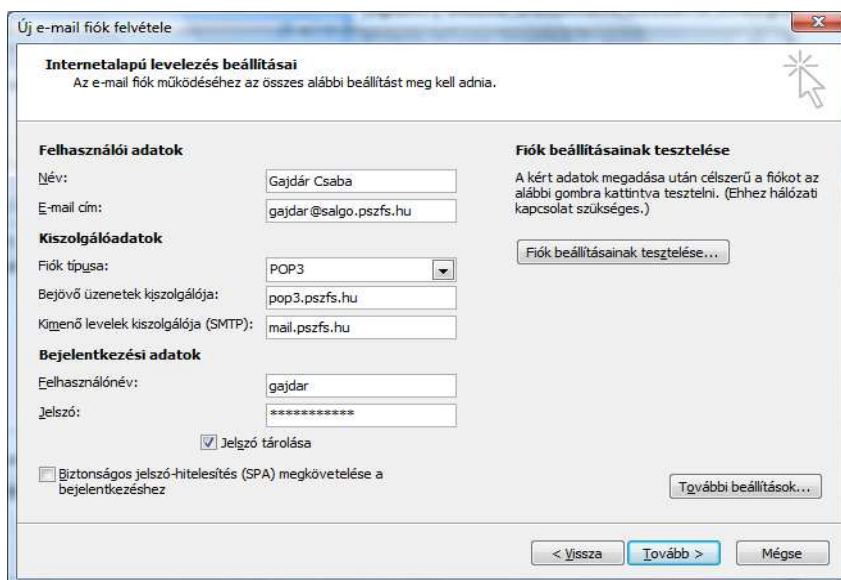 Új e-mail fiók felvétele
Internetalapú levelezés beállításai
Az e-mail fiók működéséhez az összes alábbi beállítást meg kell adnia.
Felhasználói adatok
Név:
Gajdár Csaba
E-mail cím:
gajdar@salgo.pszfs.hu
Kiszolgálóadatok
Fiók típusa:
POP3
Bejövő üzenetek kiszolgálója:
pop3.pszfs.hu
Kimenő levelek kiszolgálója (SMTP):
mail.pszfs.hu
Bejelentkezési adatok
Felhasználónév:
gajdar
Jelszó:
***********
Jelszó tárolása
Biztonságos jelszó-hitelesítés (SPA) megkövetelése a
bejelentkezéshez
Fiók beállításainak tesztelése
A kért adatok megadása után célszerű a fiókot az
alábbi gombra kattintva tesztelni. (Ehhez hálózati
kapcsolat szükséges.)
Fiók beállításainak tesztelése...
További beállítások...
< Vissza
Tovább >
Mégse